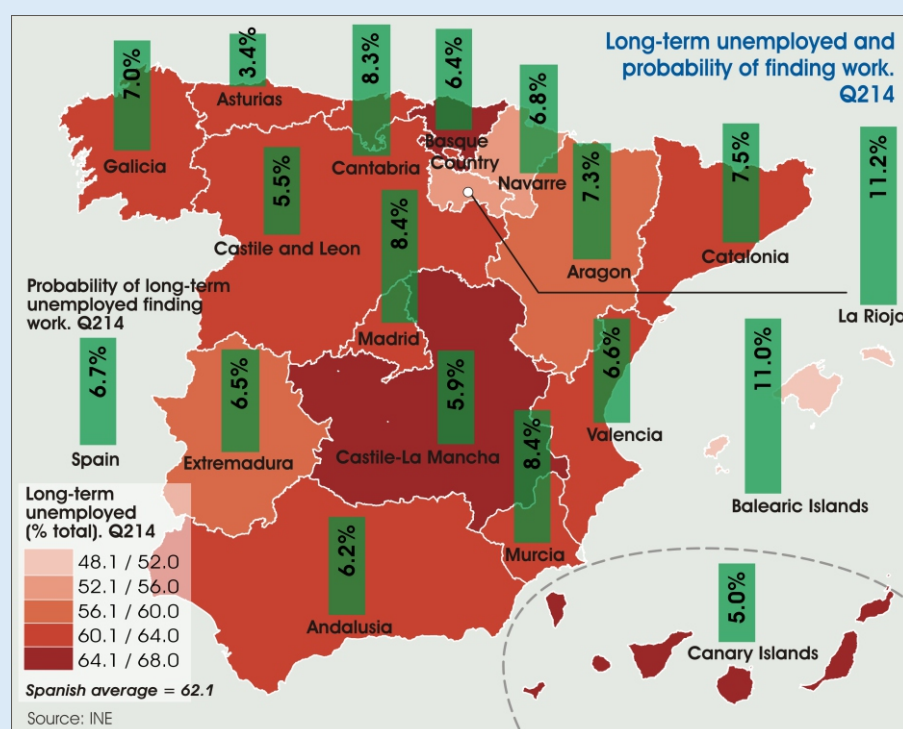 Long-term unemployed and
probability of finding work.
Q214
7.0%
Galicia
3.4%
Asturias
8.3%
Cantabria
6.4%
Basque
Country
6.8%
Navarre
7.3%
Aragon
7.5%
Catalonia
11.2%
La Rioja
5.5%
Castile and Leon
8.4%
Madrid
Probability of long-term
unemployed finding
work. Q214
6.7%
Spain
6.5%
Extremadura
5.9%
Castile-La Mancha
6.6%
Valencia
11.0%
Balearic Islands
8.4%
Murcia
6.2%
Andalusia
5.0%
Canary Islands
Long-term
unemployed
(% total). Q214
48.1 / 52.0
52.1 / 56.0
56.1 / 60.0
60.1 / 64.0
64.1 / 68.0
Spanish average = 62.1
Source: INE